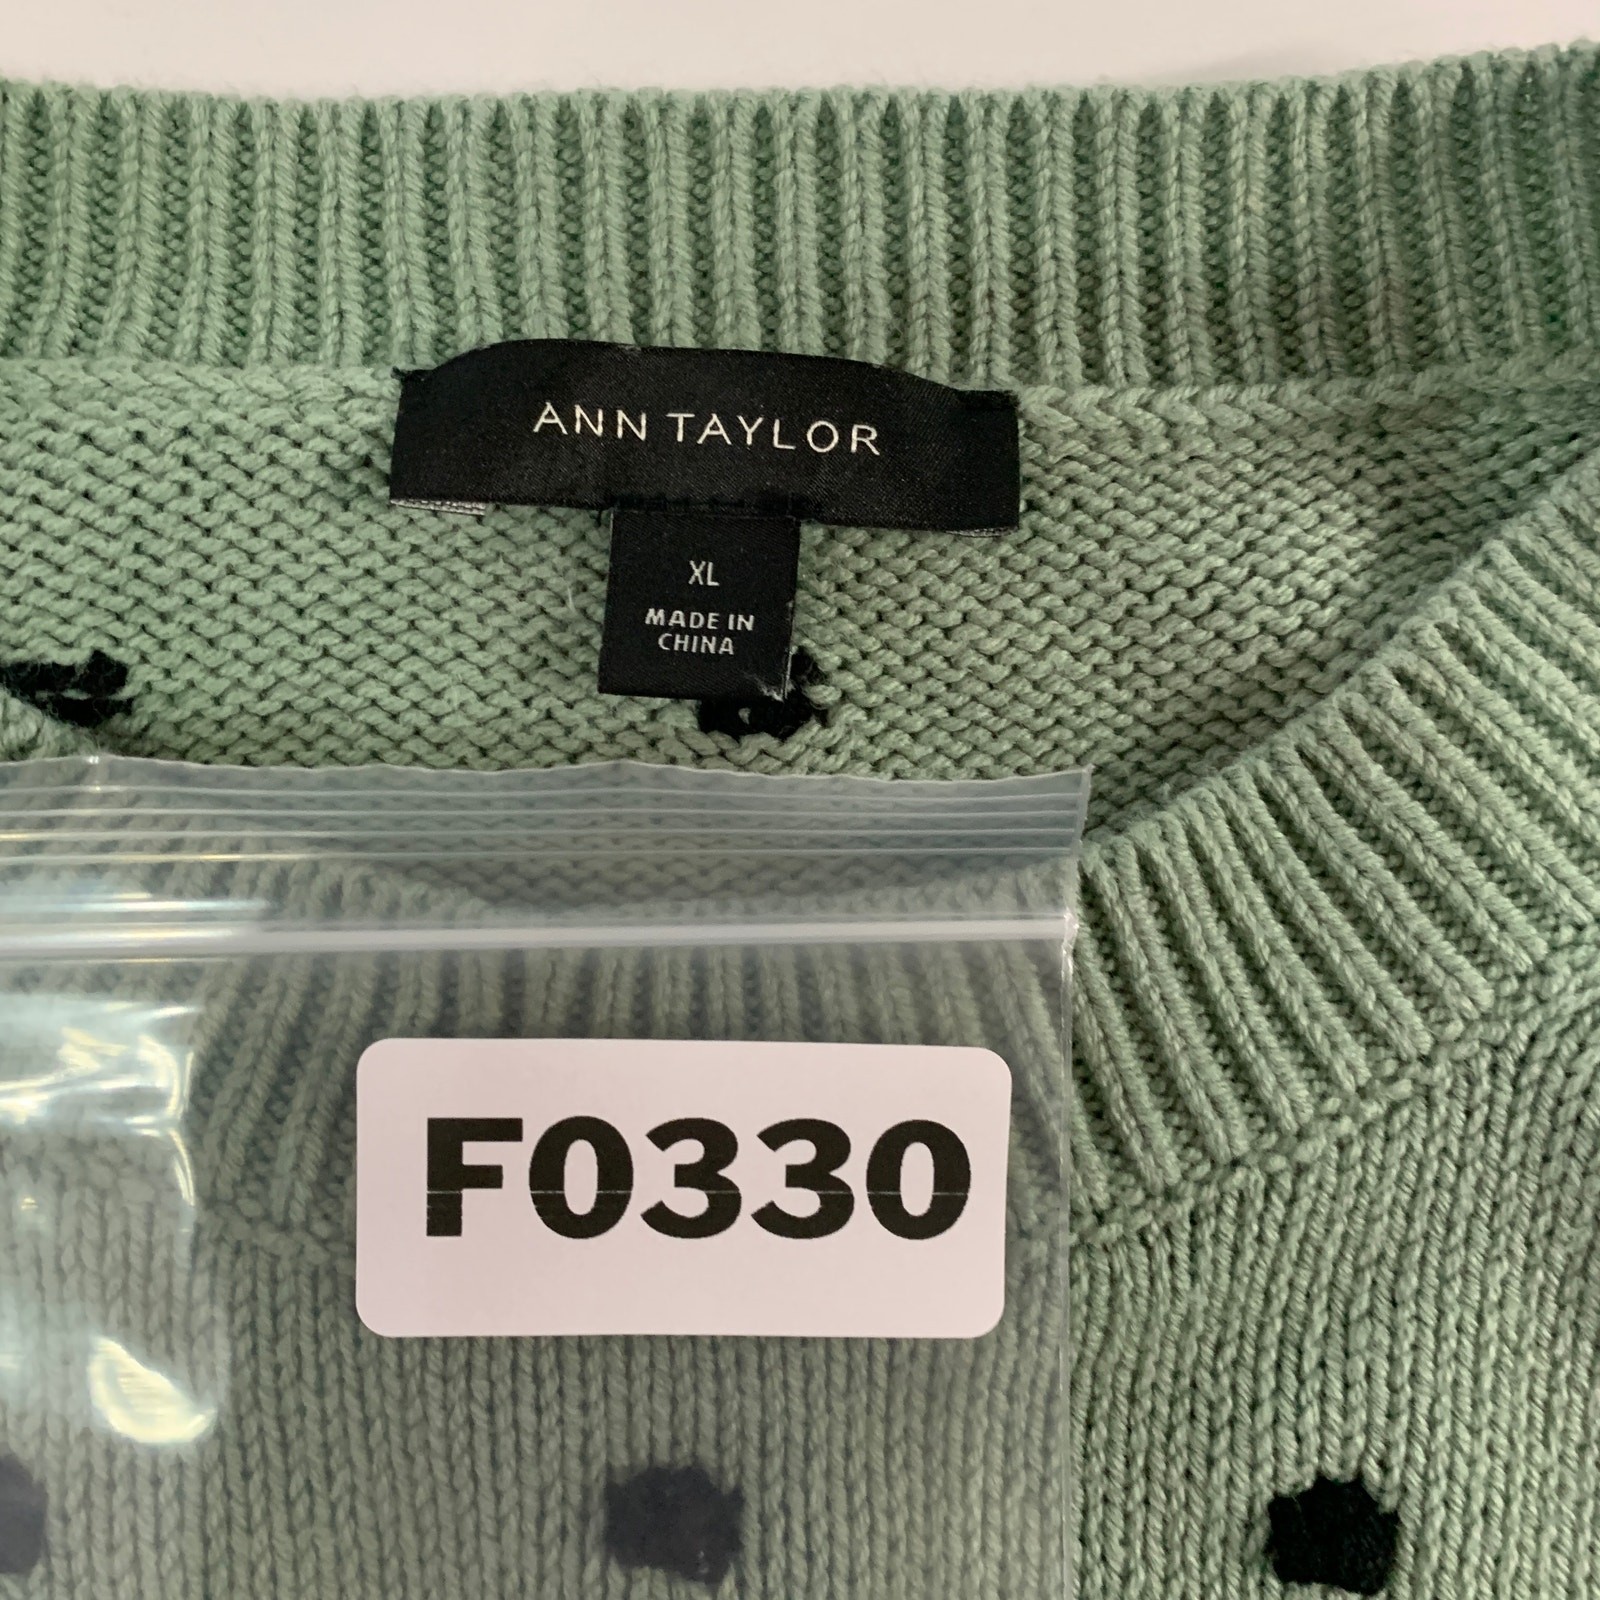 ANN TAYLOR
XL
MADE IN
CHINA
F0330